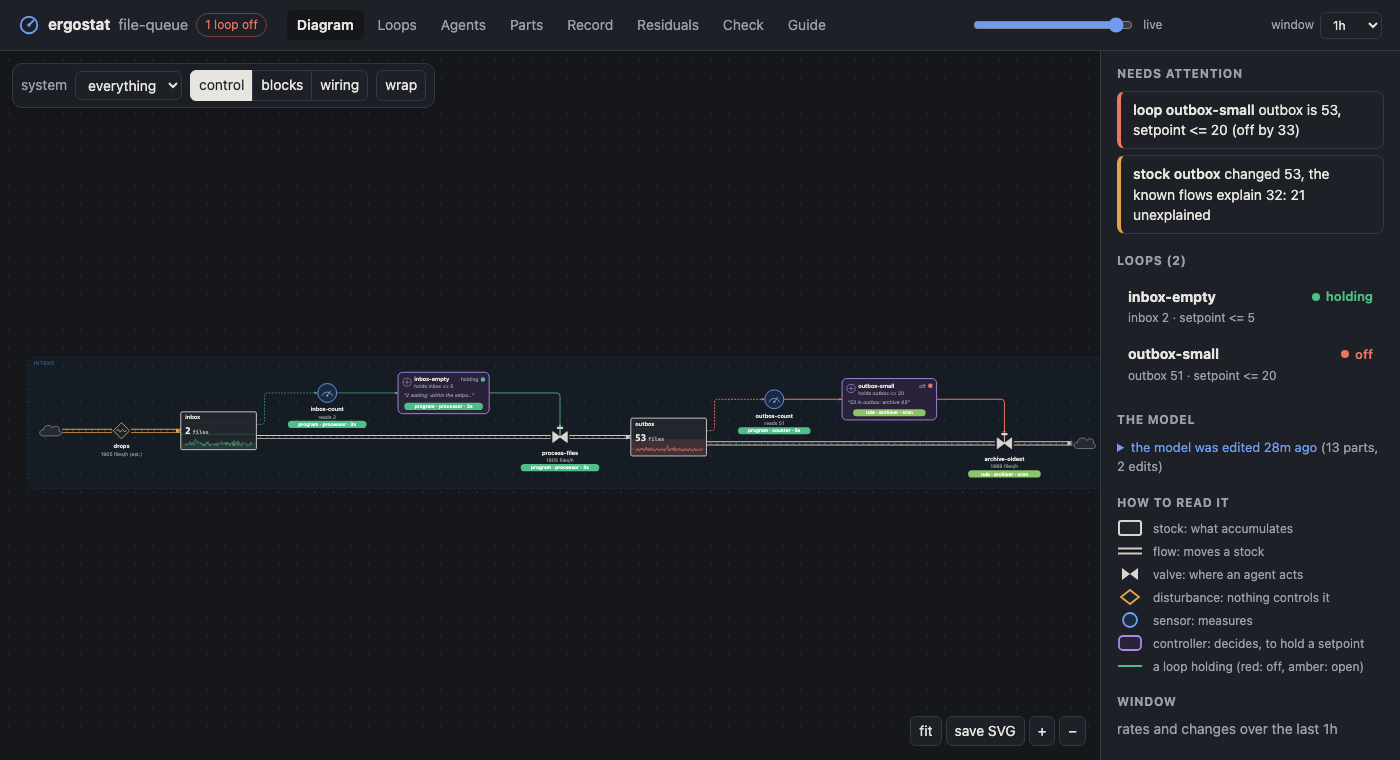 ergostat file-queue 1 loop off Diagram Loops Agents Parts Record Residuals Check Guide live window 1h
system everything control blocks wiring wrap
INTAKE
drops
1905 files/h (est.)
inbox
2 files
inbox-count
reads 2
program · processor · 3s
inbox-empty holding
holds inbox <= 5
"2 waiting: within the setpo..."
program · processor · 3s
process-files
1905 files/h
program · processor · 3s
outbox
53 files
outbox-count
reads 51
program · counter · 5s
outbox-small off
holds outbox <= 20
"53 in outbox: archive 43"
rule · archiver · cron
archive-oldest
1869 files/h
rule · archiver · cron
fit save SVG + −
NEEDS ATTENTION
loop outbox-small outbox is 53,
setpoint <= 20 (off by 33)
stock outbox changed 53, the
known flows explain 32: 21
unexplained
LOOPS (2)
inbox-empty holding
inbox 2 · setpoint <= 5
outbox-small off
outbox 51 · setpoint <= 20
THE MODEL
the model was edited 28m ago (13 parts,
2 edits)
HOW TO READ IT
stock: what accumulates
flow: moves a stock
valve: where an agent acts
disturbance: nothing controls it
sensor: measures
controller: decides, to hold a setpoint
a loop holding (red: off, amber: open)
WINDOW
rates and changes over the last 1h